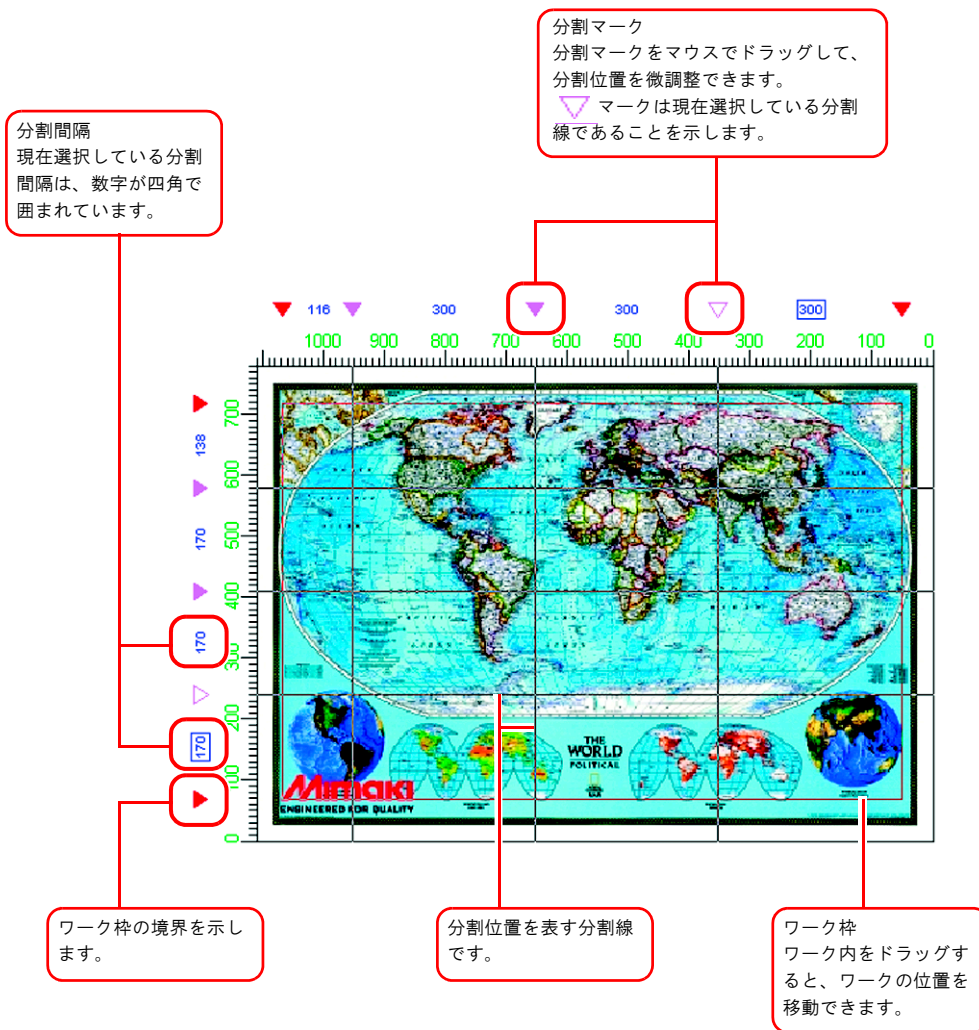 分割マーク
分割マークをマウスでドラッグして、
分割位置を微調整できます。
▽ マークは現在選択している分割
線であることを示します。
分割間隔
現在選択している分割
間隔は、数字が四角で
囲まれています。
116 300 300 300
1000 900 800 700 600 500 400 300 200 100 0
700
138
600
170
500
400
170
300
200
170
100
0
THE
WORLD
POLITICAL
Mimaki
ENGINEERED FOR QUALITY
ワーク枠の境界を示し
ます。
分割位置を表す分割線
です。
ワーク枠
ワーク内をドラッグす
ると、ワークの位置を
移動できます。